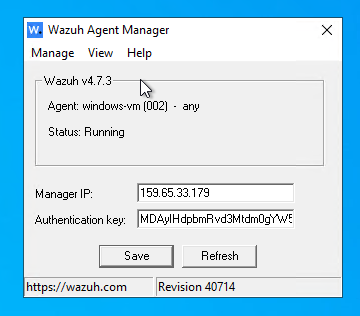 W. Wazuh Agent Manager
Manage View Help
Wazuh v4.7.3
Agent: windows-vm (002) - any
Status: Running
Manager IP: 159.65.33.179
Authentication key: MDAyIHdpbmRvd3Mtdm0gYW5
Save Refresh
https://wazuh.com Revision 40714